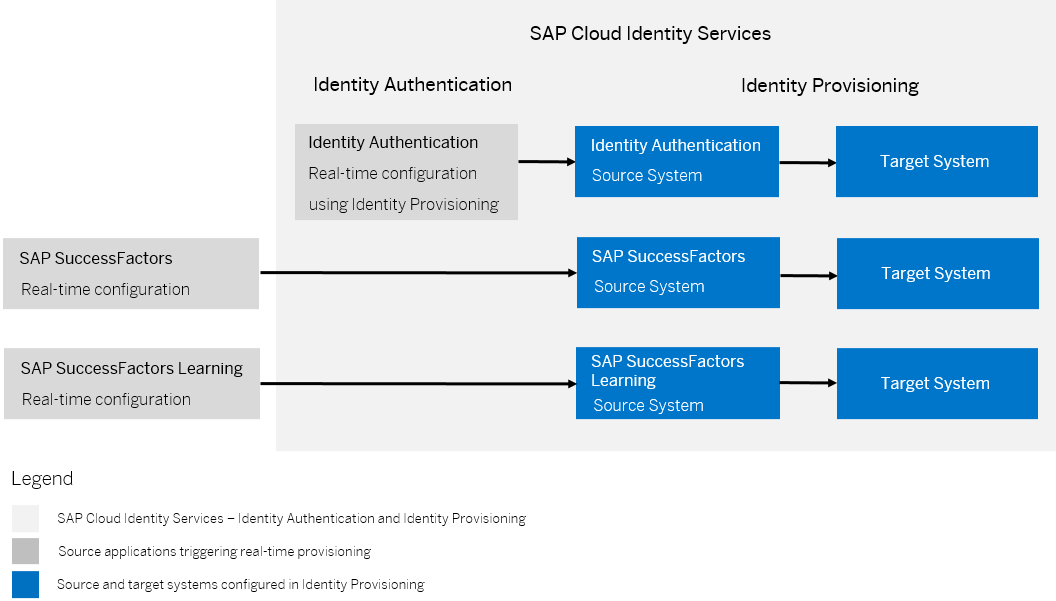 SAP Cloud Identity Services
Identity Authentication
Identity Provisioning
Identity Authentication
Real-time configuration
using Identity Provisioning
Identity Authentication
Source System
Target System
SAP SuccessFactors
Real-time configuration
SAP SuccessFactors
Source System
Target System
SAP SuccessFactors Learning
Real-time configuration
SAP SuccessFactors
Learning
Source System
Target System
Legend
SAP Cloud Identity Services – Identity Authentication and Identity Provisioning
Source applications triggering real-time provisioning
Source and target systems configured in Identity Provisioning